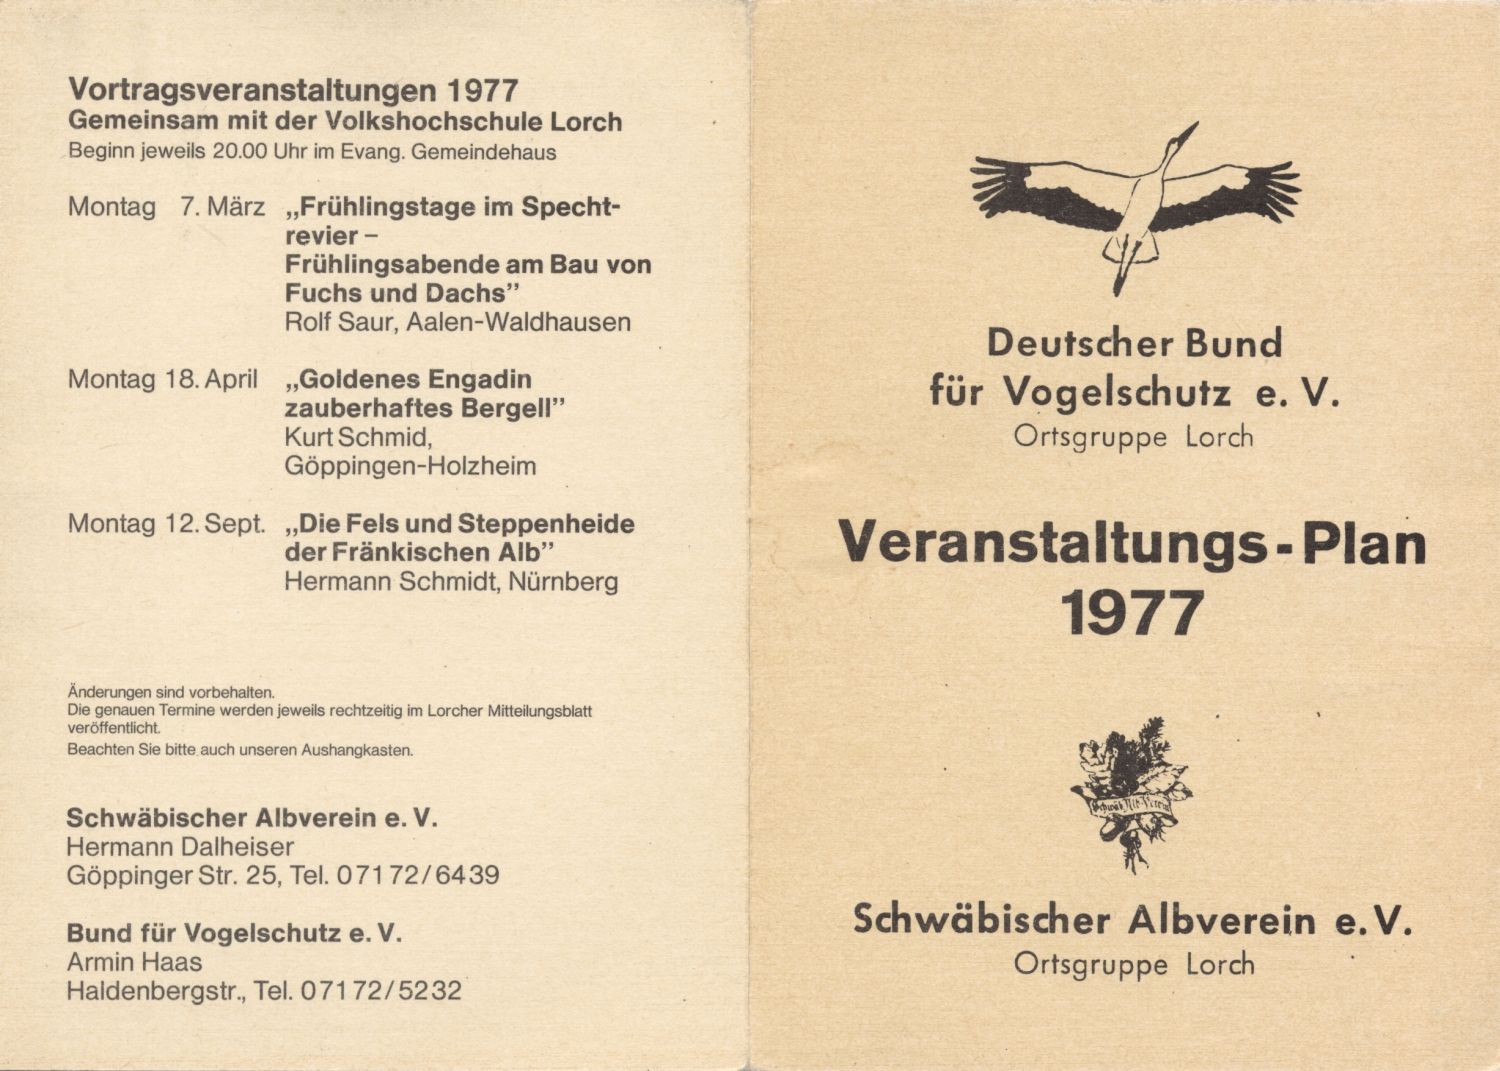 Vortragsveranstaltungen 1977
Gemeinsam mit der Volkshochschule Lorch
Beginn jeweils 20.00 Uhr im Evang. Gemeindehaus
Montag 7. März „Frühlingstage im Specht-
revier –
Frühlingsabende am Bau von
Fuchs und Dachs”
Rolf Saur, Aalen-Waldhausen
Montag 18. April „Goldenes Engadin
zauberhaftes Bergell”
Kurt Schmid,
Göppingen-Holzheim
Montag 12. Sept. „Die Fels und Steppenheide
der Fränkischen Alb”
Hermann Schmidt, Nürnberg
Änderungen sind vorbehalten.
Die genauen Termine werden jeweils rechtzeitig im Lorcher Mitteilungsblatt
veröffentlicht.
Beachten Sie bitte auch unseren Aushangkasten.
Schwäbischer Albverein e. V.
Hermann Dalheiser
Göppinger Str. 25, Tel. 07172/6439
Bund für Vogelschutz e. V.
Armin Haas
Haldenbergstr., Tel. 07172/5232
Deutscher Bund
für Vogelschutz e. V.
Ortsgruppe Lorch
Veranstaltungs-Plan
1977
Schwäb. Alb-Verein
Schwäbischer Albverein e. V.
Ortsgruppe Lorch